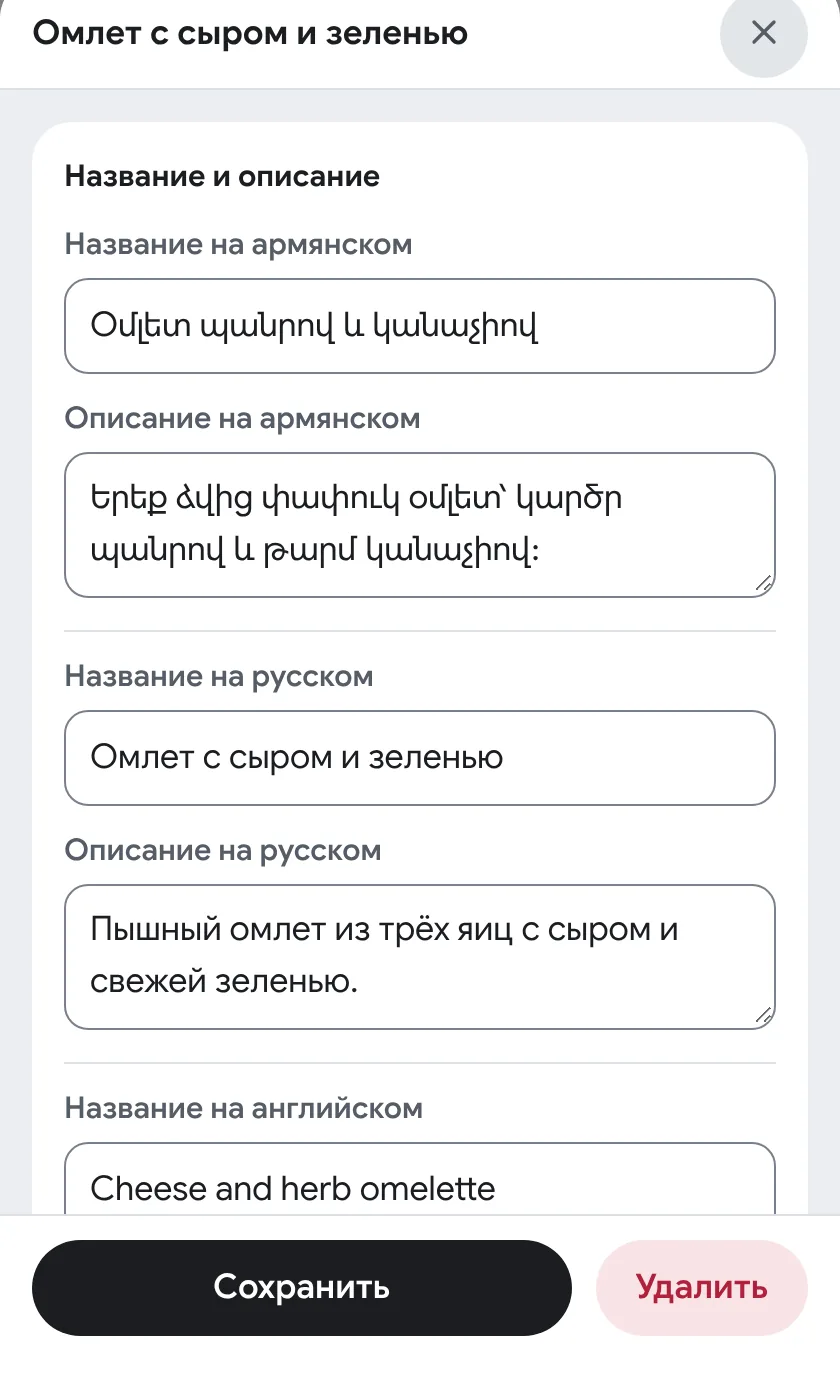 Омлет с сыром и зеленью
Название и описание
Название на армянском
Օմլետ պանրով և կանաչիով
Описание на армянском
Երեք ձվից փափուկ օմլետ՝ կարծր
պանրով և թարմ կանաչիով։
Название на русском
Омлет с сыром и зеленью
Описание на русском
Пышный омлет из трёх яиц с сыром и
свежей зеленью.
Название на английском
Cheese and herb omelette
Сохранить
Удалить